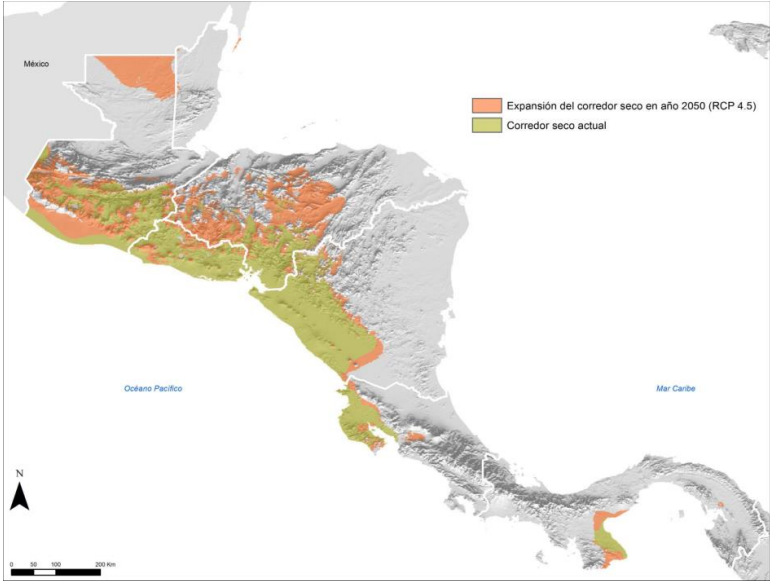 México
Expansión del corredor seco en año 2050 (RCP 4.5)
Corredor seco actual
Océano Pacífico
Mar Caribe
N
0 50 100 200 Km